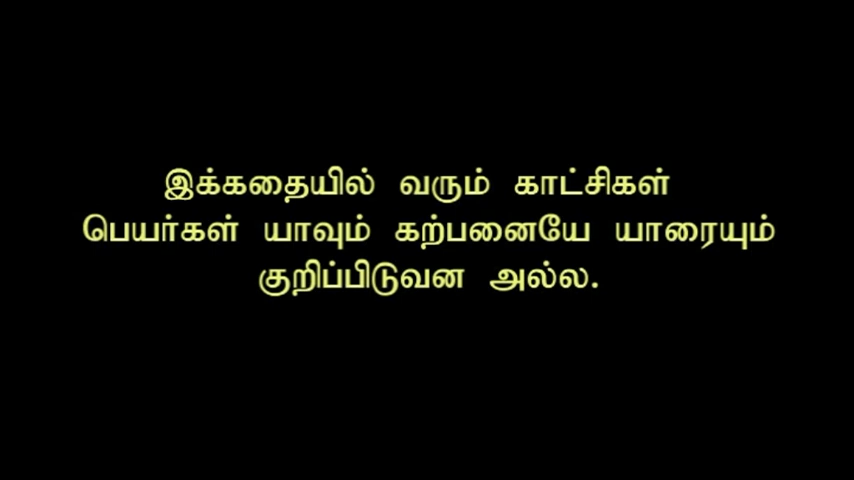 இக்கதையில் வரும் காட்சிகள்
பெயர்கள் யாவும் கற்பனையே யாரையும்
குறிப்பிடுவன அல்ல.